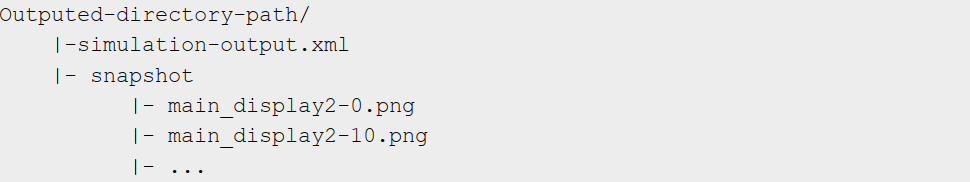 Outputed-directory-path/
|-simulation-output.xml
|- snapshot
|- main_display2-0.png
|- main_display2-10.png
|- ...